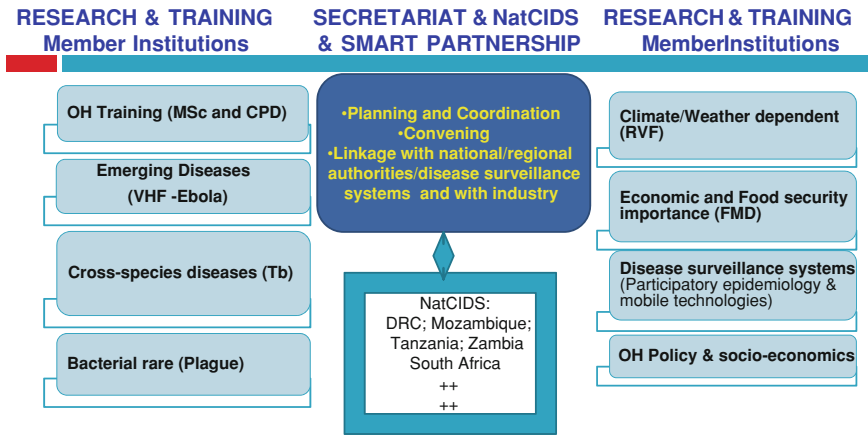 RESEARCH & TRAINING
Member Institutions
OH Training (MSc and CPD)
Emerging Diseases
(VHF -Ebola)
Cross-species diseases (Tb)
Bacterial rare (Plague)
SECRETARIAT & NatCIDS
& SMART PARTNERSHIP
•Planning and Coordination
•Convening
•Linkage with national/regional
authorities/disease surveillance
systems and with industry
NatCIDS:
DRC; Mozambique;
Tanzania; Zambia
South Africa
++
++
RESEARCH & TRAINING
MemberInstitutions
Climate/Weather dependent
(RVF)
Economic and Food security
importance (FMD)
Disease surveillance systems
(Participatory epidemiology &
mobile technologies)
OH Policy & socio-economics